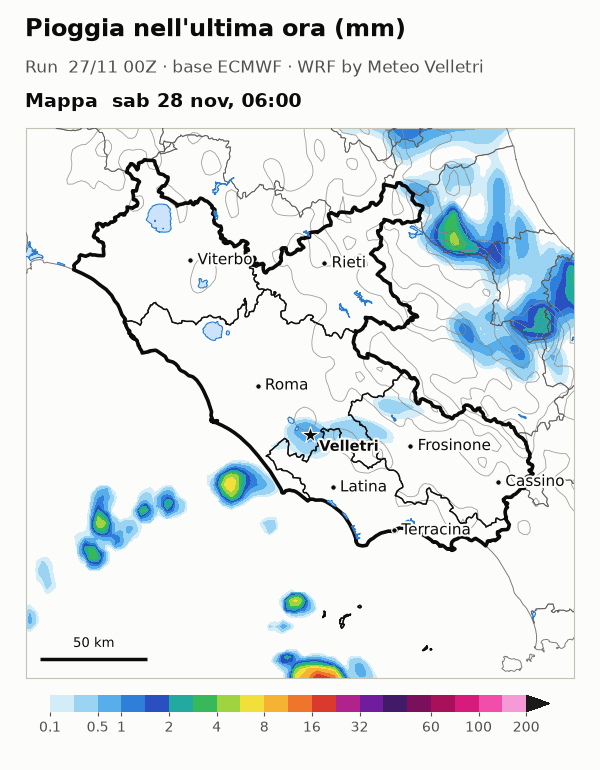 Pioggia nell'ultima ora (mm)
Run  27/11 00Z · base ECMWF · WRF by Meteo Velletri
Mappa  sab 28 nov, 06:00
Viterbo
Rieti
Roma
Velletri
Frosinone
Latina
Cassino
Terracina
50 km
0.1 0.5 1 2 4 8 16 32 60 100 200